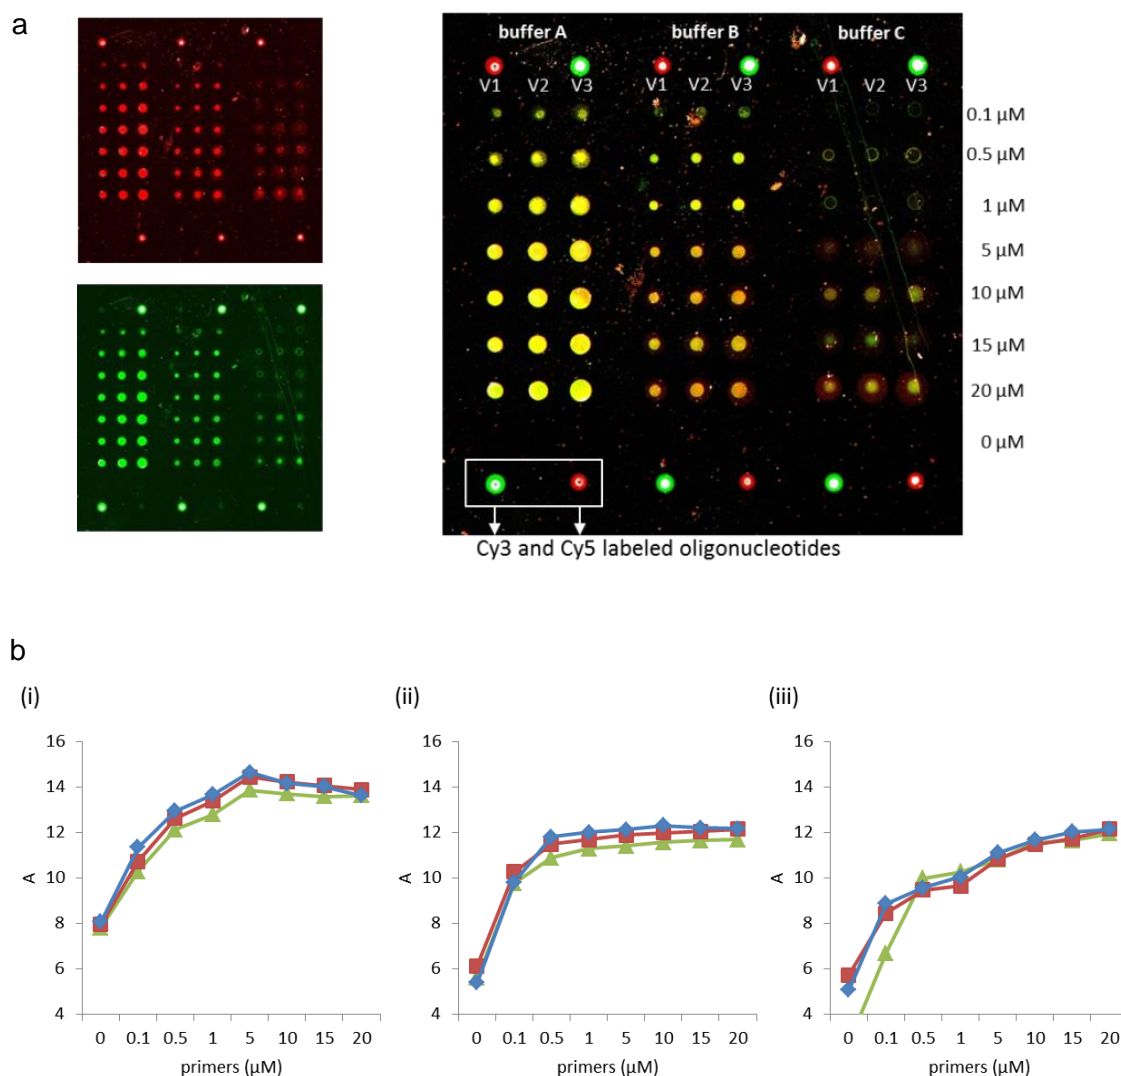 a
buffer A buffer B buffer C
V1 V2 V3 V1 V2 V3 V1 V2 V3
0.1 µM
0.5 µM
1 µM
5 µM
10 µM
15 µM
20 µM
0 µM
Cy3 and Cy5 labeled oligonucleotides
b
(i)
16
14
12
10
8
6
4
A
0 0.1 0.5 1 5 10 15 20
primers (µM)
(ii)
16
14
12
10
8
6
4
A
0 0.1 0.5 1 5 10 15 20
primers (µM)
(iii)
16
14
12
10
8
6
4
A
0 0.1 0.5 1 5 10 15 20
primers (µM)